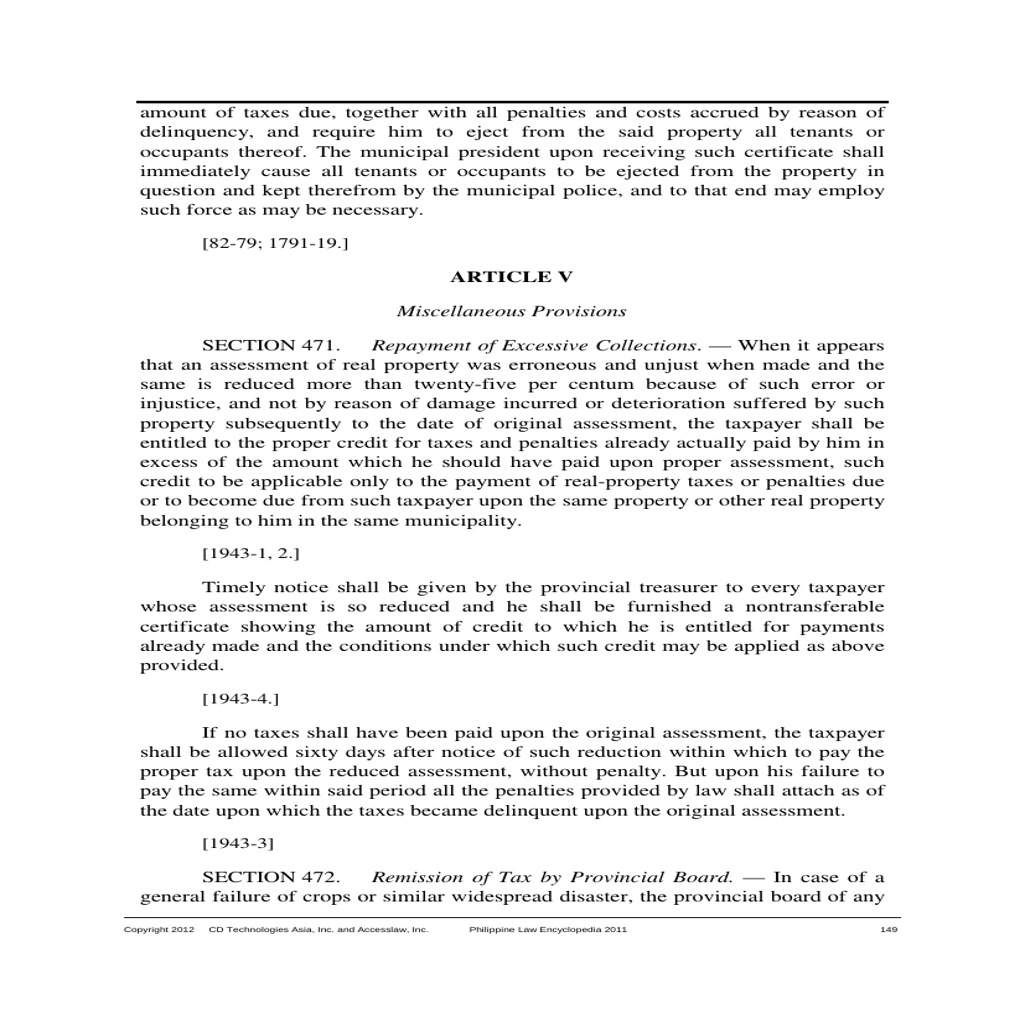 amount of taxes due, together with all penalties and costs accrued by reason of
delinquency, and require him to eject from the said property all tenants or
occupants thereof. The municipal president upon receiving such certificate shall
immediately cause all tenants or occupants to be ejected from the property in
question and kept therefrom by the municipal police, and to that end may employ
such force as may be necessary.
[82-79; 1791-19.]
ARTICLE V
Miscellaneous Provisions
SECTION 471. Repayment of Excessive Collections. — When it appears
that an assessment of real property was erroneous and unjust when made and the
same is reduced more than twenty-five per centum because of such error or
injustice, and not by reason of damage incurred or deterioration suffered by such
property subsequently to the date of original assessment, the taxpayer shall be
entitled to the proper credit for taxes and penalties already actually paid by him in
excess of the amount which he should have paid upon proper assessment, such
credit to be applicable only to the payment of real-property taxes or penalties due
or to become due from such taxpayer upon the same property or other real property
belonging to him in the same municipality.
[1943-1, 2.]
Timely notice shall be given by the provincial treasurer to every taxpayer
whose assessment is so reduced and he shall be furnished a nontransferable
certificate showing the amount of credit to which he is entitled for payments
already made and the conditions under which such credit may be applied as above
provided.
[1943-4.]
If no taxes shall have been paid upon the original assessment, the taxpayer
shall be allowed sixty days after notice of such reduction within which to pay the
proper tax upon the reduced assessment, without penalty. But upon his failure to
pay the same within said period all the penalties provided by law shall attach as of
the date upon which the taxes became delinquent upon the original assessment.
[1943-3]
SECTION 472. Remission of Tax by Provincial Board. — In case of a
general failure of crops or similar widespread disaster, the provincial board of any
Copyright 2012 CD Technologies Asia, Inc. and Accesslaw, Inc. Philippine Law Encyclopedia 2011 149